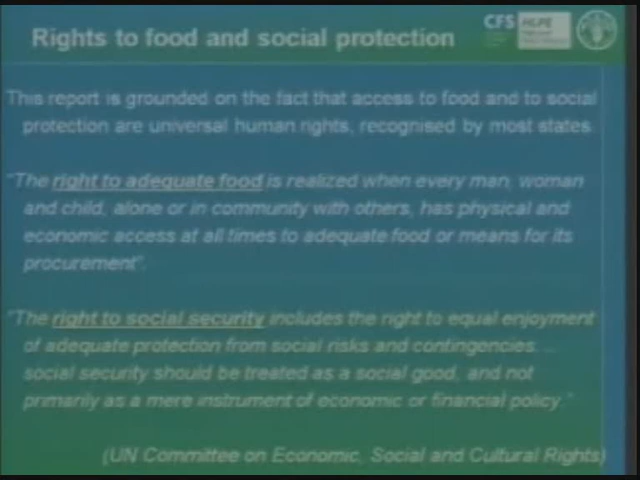 Rights to food and social protection
CFS
HLPE
This report is grounded on the fact that access to food and to social
protection are universal human rights, recognised by most states
"The right to adequate food is realized when every man, woman
and child, alone or in community with others, has physical and
economic access at all times to adequate food or means for its
procurement".
"The right to social security includes the right to equal enjoyment
of adequate protection from social risks and contingencies...
social security should be treated as a social good, and not
primarily as a mere instrument of economic or financial policy."
(UN Committee on Economic, Social and Cultural Rights)